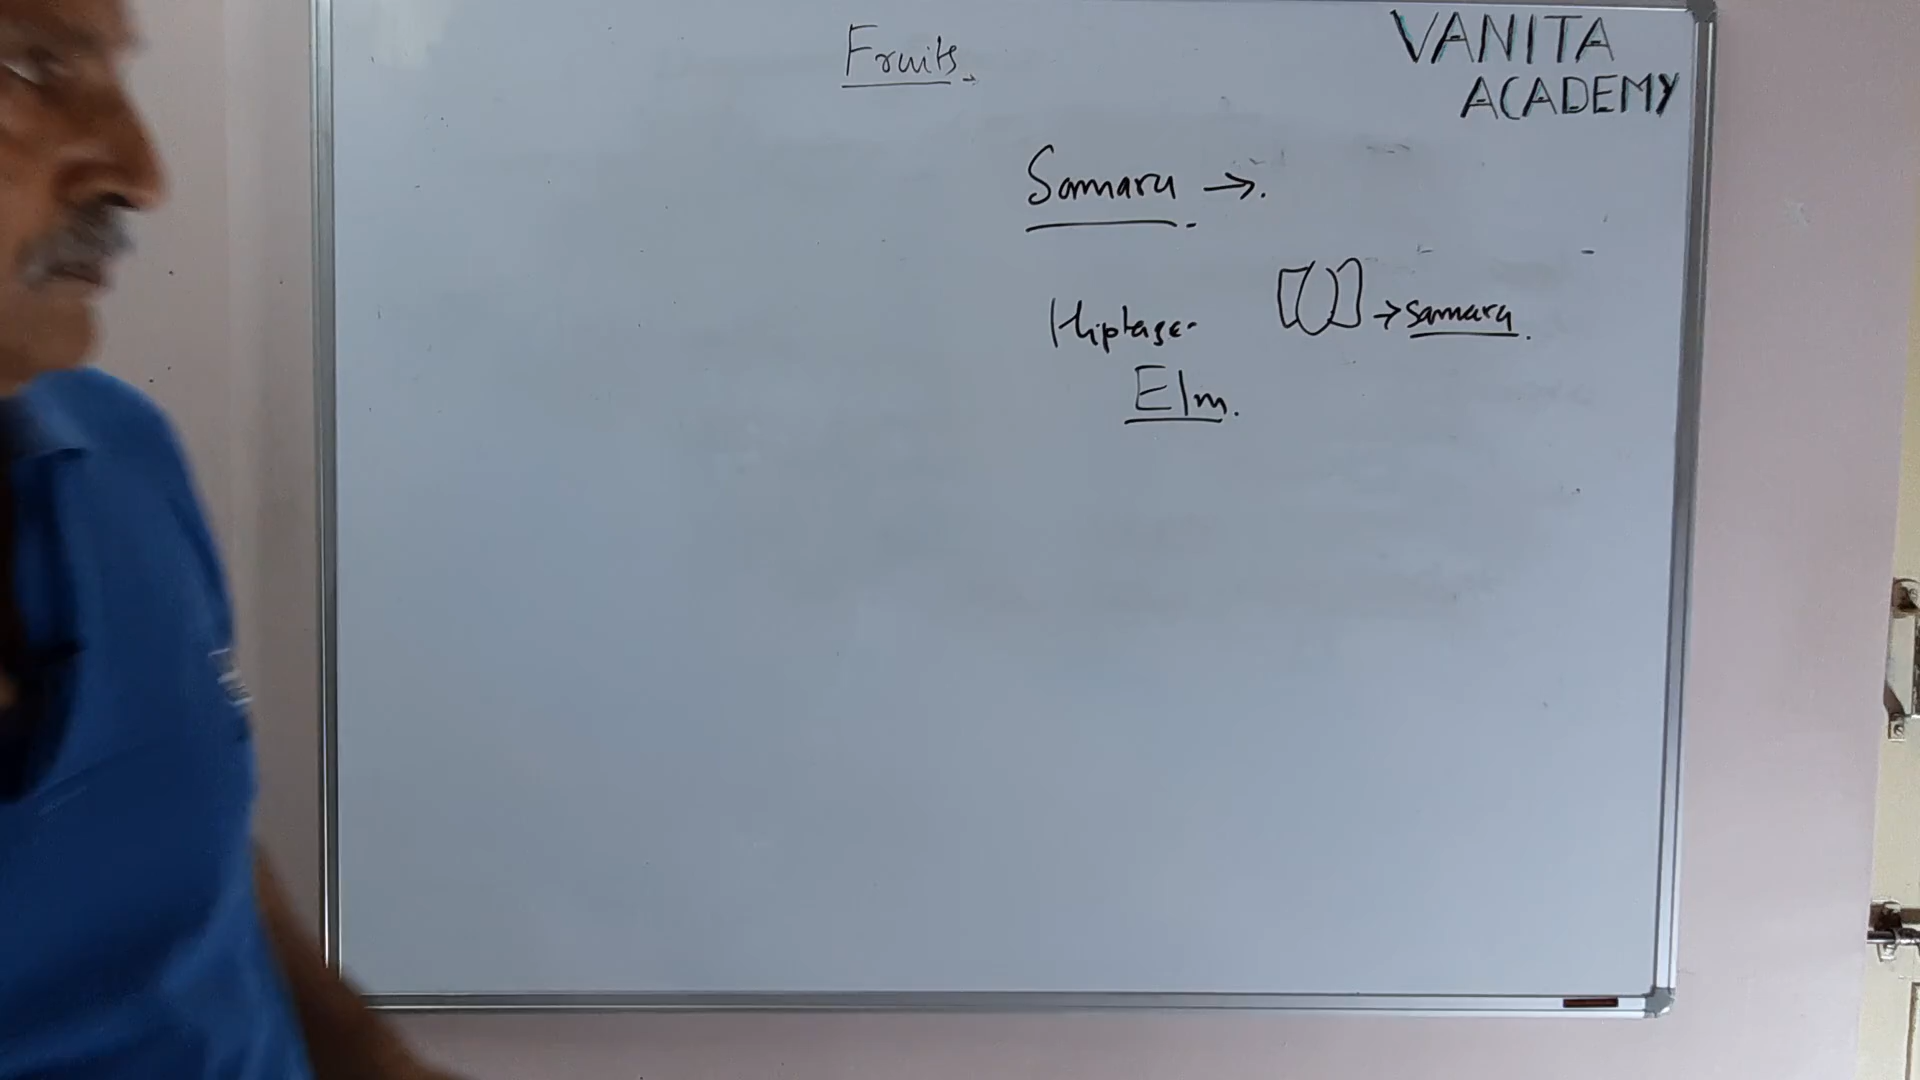 Fruits.
VANITA
ACADEMY
Samara →.
Hiptage-
→ samara.
Elm.